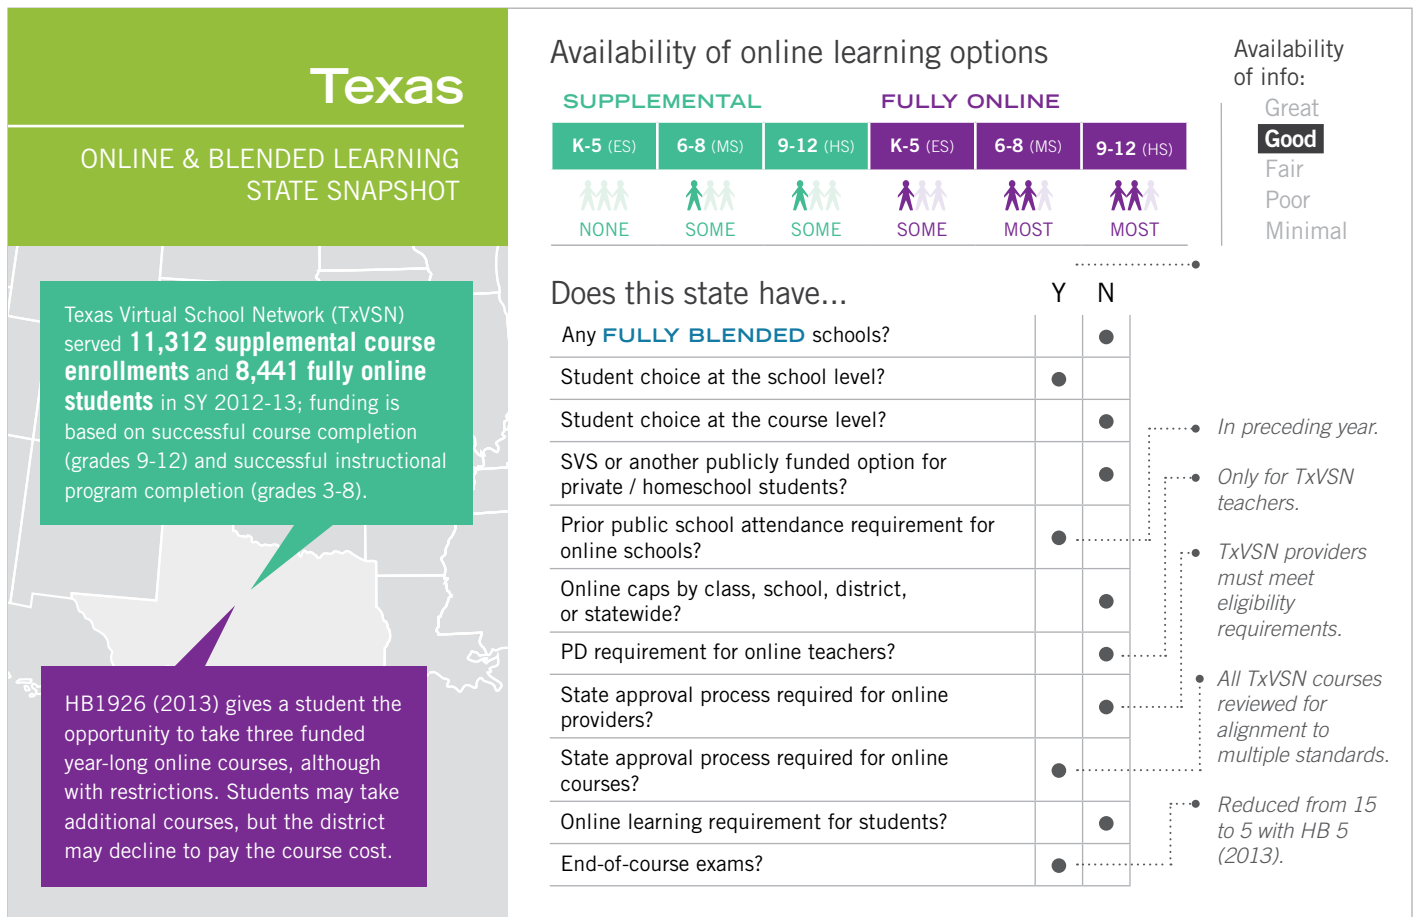 Texas
ONLINE & BLENDED LEARNING
STATE SNAPSHOT
Texas Virtual School Network (TxVSN)
served 11,312 supplemental course
enrollments and 8,441 fully online
students in SY 2012-13; funding is
based on successful course completion
(grades 9-12) and successful instructional
program completion (grades 3-8).
HB1926 (2013) gives a student the
opportunity to take three funded
year-long online courses, although
with restrictions. Students may take
additional courses, but the district
may decline to pay the course cost.
Availability of online learning options
SUPPLEMENTAL FULLY ONLINE
K-5 (ES) 6-8 (MS) 9-12 (HS) K-5 (ES) 6-8 (MS) 9-12 (HS)
NONE SOME SOME SOME MOST MOST
Availability
of info:
Great
Good
Fair
Poor
Minimal
Does this state have... Y N
Any FULLY BLENDED schools?
Student choice at the school level?
Student choice at the course level?
SVS or another publicly funded option for
private / homeschool students?
Prior public school attendance requirement for
online schools?
Online caps by class, school, district,
or statewide?
PD requirement for online teachers?
State approval process required for online
providers?
State approval process required for online
courses?
Online learning requirement for students?
End-of-course exams?
In preceding year.
Only for TxVSN
teachers.
TxVSN providers
must meet
eligibility
requirements.
All TxVSN courses
reviewed for
alignment to
multiple standards.
Reduced from 15
to 5 with HB 5
(2013).